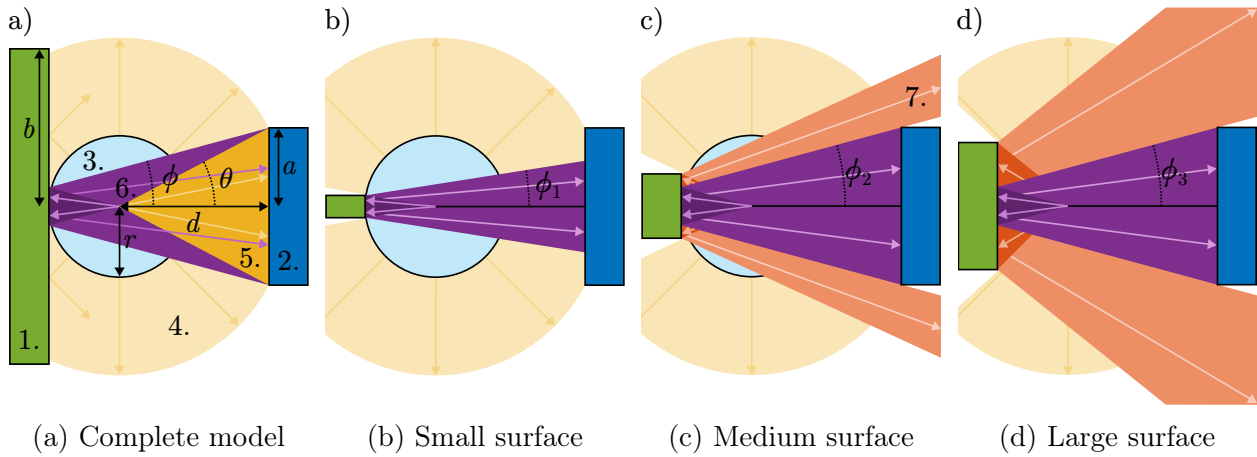 a)
b)
c)
d)
b
3.
6.
ϕ
θ
a
d
r
5.
2.
4.
1.
ϕ₁
ϕ₂
7.
ϕ₃
(a) Complete model
(b) Small surface
(c) Medium surface
(d) Large surface